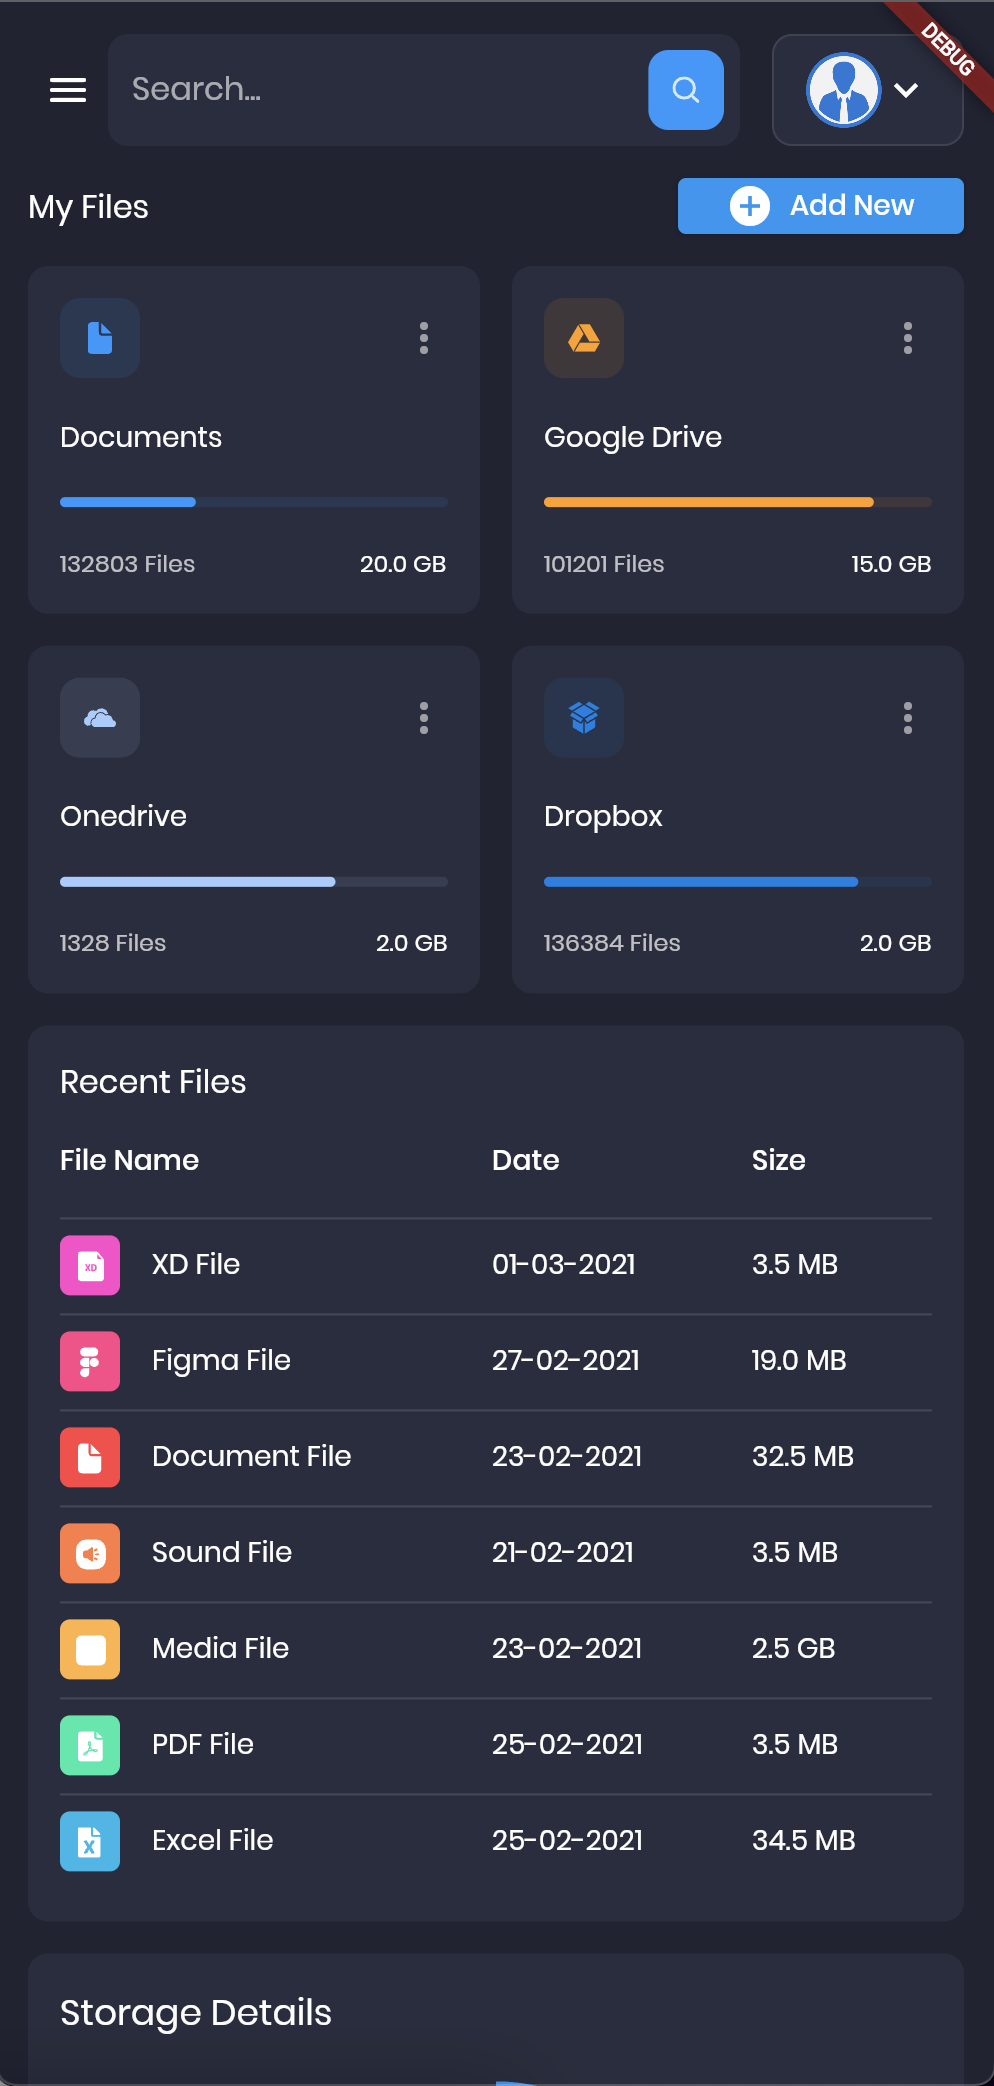 DEBUG
Search...
My Files
Add New
Documents
132803 Files 20.0 GB
Google Drive
101201 Files 15.0 GB
Onedrive
1328 Files 2.0 GB
Dropbox
136384 Files 2.0 GB
Recent Files
File Name Date Size
XD XD File 01-03-2021 3.5 MB
Figma File 27-02-2021 19.0 MB
Document File 23-02-2021 32.5 MB
Sound File 21-02-2021 3.5 MB
Media File 23-02-2021 2.5 GB
PDF File 25-02-2021 3.5 MB
X Excel File 25-02-2021 34.5 MB
Storage Details